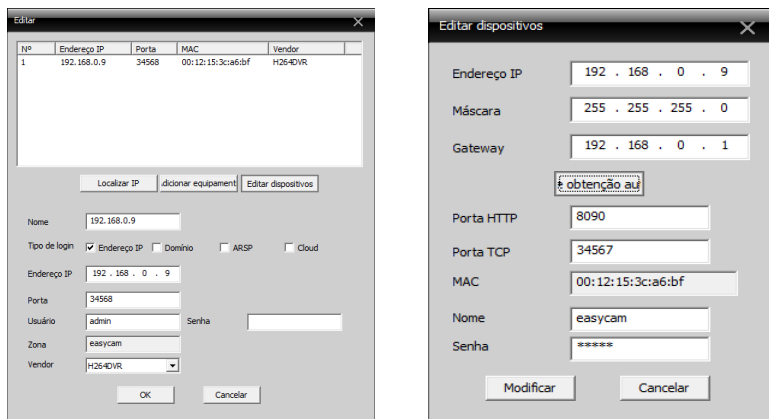 Editar
Nº Endereço IP Porta MAC Vendor
1 192.168.0.9 34568 00:12:15:3c:a6:bf H264DVR
Localizar IP dicionar equipament Editar dispositivos
Nome 192.168.0.9
Tipo de login Endereço IP Domínio ARSP Cloud
Endereço IP 192 . 168 . 0 . 9
Porta 34568
Usuário admin Senha
Zona easycam
Vendor H264DVR
OK Cancelar
Editar dispositivos
Endereço IP 192 . 168 . 0 . 9
Máscara 255 . 255 . 255 . 0
Gateway 192 . 168 . 0 . 1
obtenção au
Porta HTTP 8090
Porta TCP 34567
MAC 00:12:15:3c:a6:bf
Nome easycam
Senha *****
Modificar Cancelar